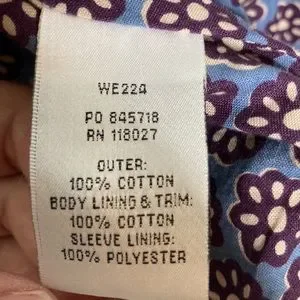 WE224
PO 845718
RN 118027
OUTER:
100% COTTON
BODY LINING & TRIM:
100% COTTON
SLEEVE LINING:
100% POLYESTER